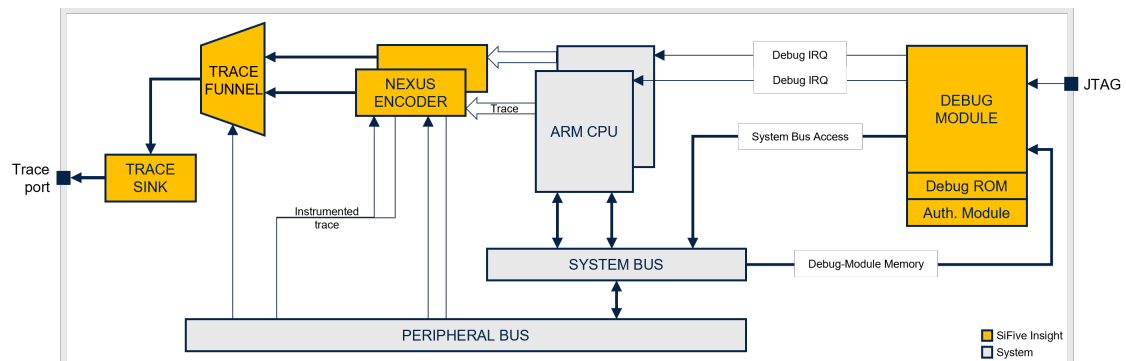 Debug IRQ
Debug IRQ
TRACE
FUNNEL
NEXUS
ENCODER
Trace
ARM CPU
DEBUG
MODULE
JTAG
System Bus Access
Trace
port
TRACE
SINK
Debug ROM
Auth. Module
Instrumented
trace
SYSTEM BUS
Debug-Module Memory
PERIPHERAL BUS
SiFive Insight
System